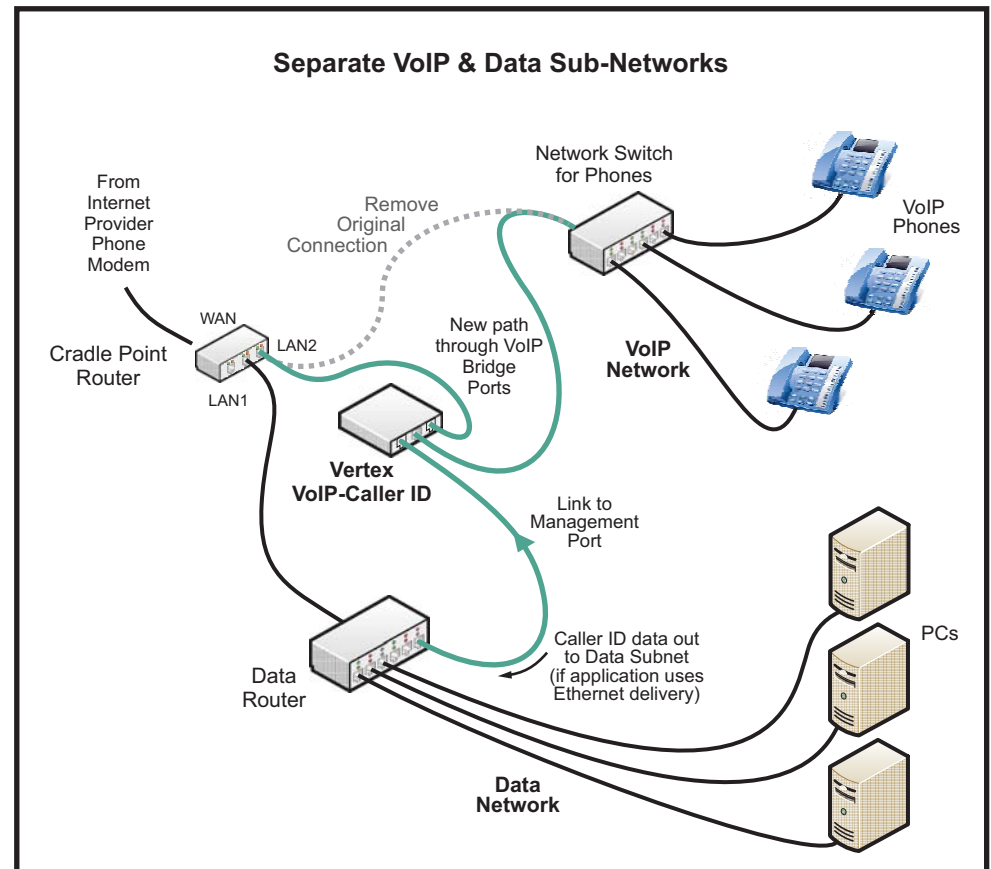 Separate VoIP & Data Sub-Networks
From
Internet
Provider
Phone
Modem
Remove
Original
Connection
Network Switch
for Phones
VoIP
Phones
WAN
LAN2
Cradle Point
Router
LAN1
New path
through VoIP
Bridge
Ports
VoIP
Network
Vertex
VoIP-Caller ID
Link to
Management
Port
Data
Router
Caller ID data out
to Data Subnet
(if application uses
Ethernet delivery)
PCs
Data
Network